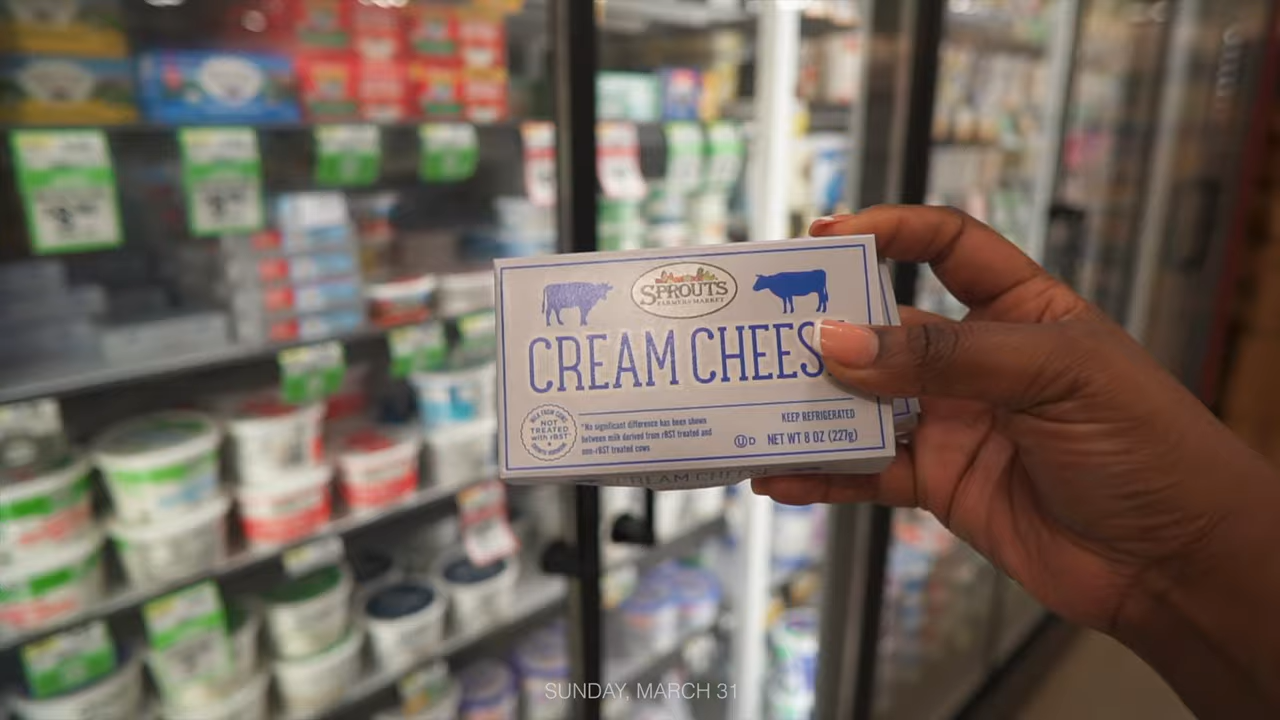 SPROUTS
FARMERS MARKET
CREAM CHEES
MILK FROM COWS
NOT
TREATED
with rBST*
GROWTH HORMONE
*No significant difference has been shown
between milk derived from rBST treated and
non-rBST treated cows
KEEP REFRIGERATED
U D NET WT 8 OZ (227g)
CREAM CHEESE
SUNDAY, MARCH 31